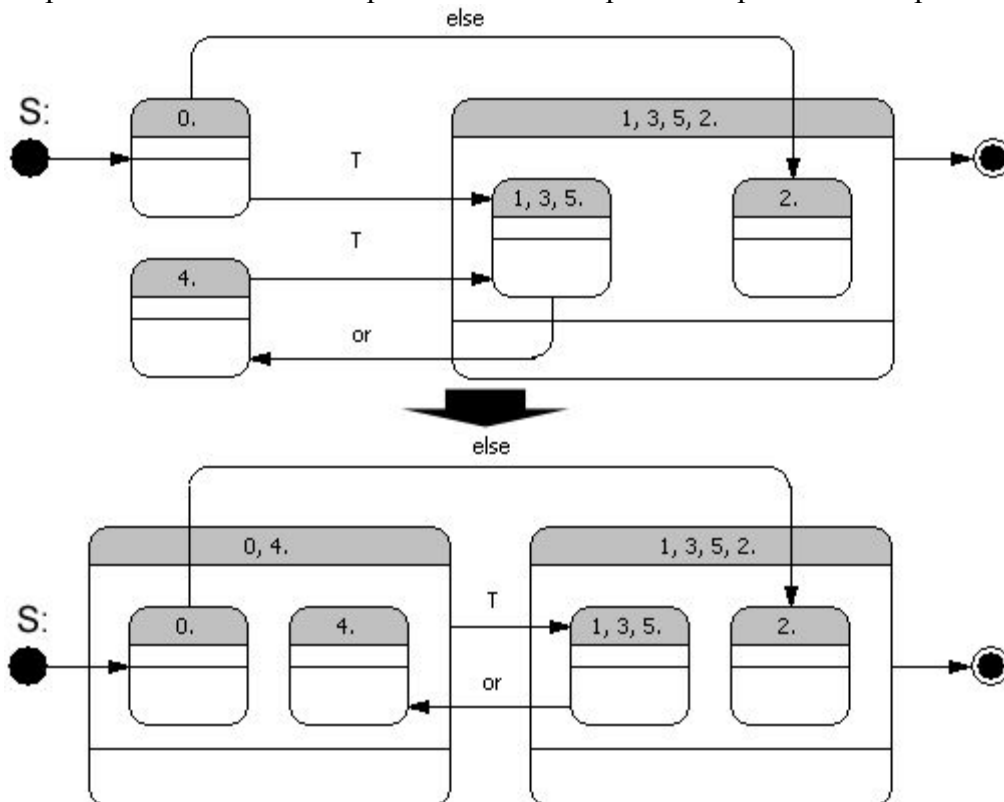 else
S:
0.
1, 3, 5, 2.
T
1, 3, 5.
2.
T
4.
or
else
0, 4.
1, 3, 5, 2.
S:
0.
4.
T
1, 3, 5.
2.
or